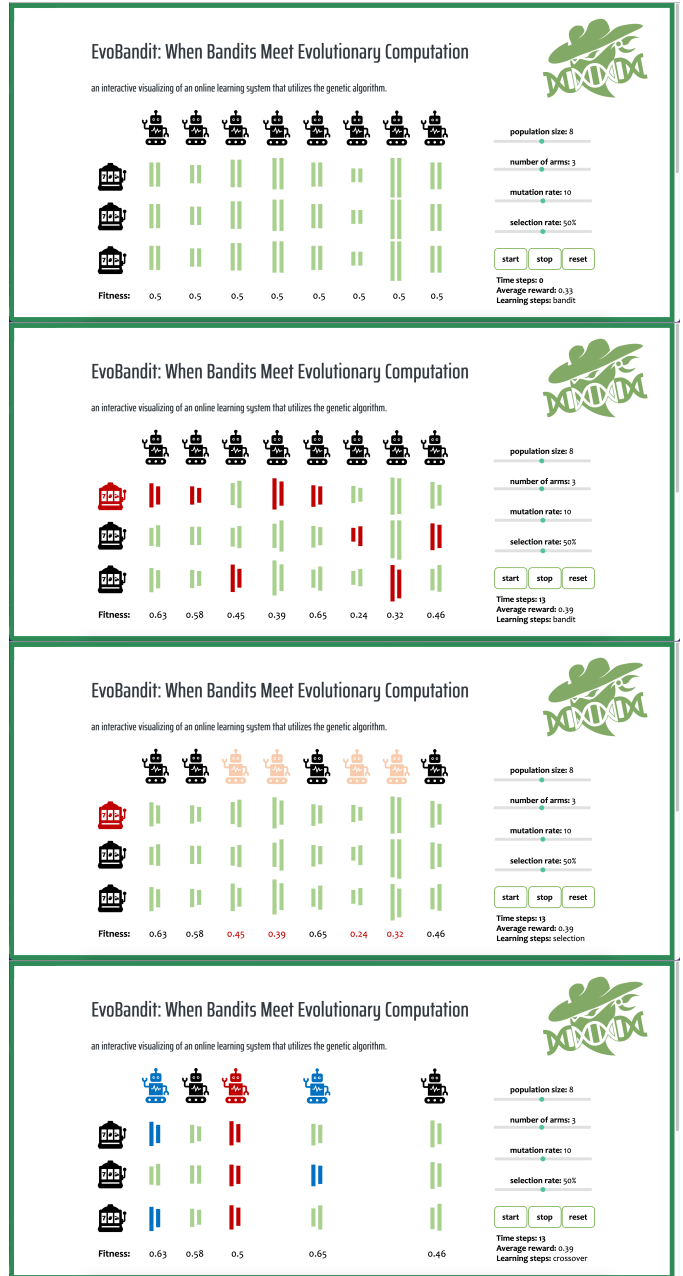 EvoBandit: When Bandits Meet Evolutionary Computation
an interactive visualizing of an online learning system that utilizes the genetic algorithm.
population size: 8
number of arms: 3
mutation rate: 10
selection rate: 50%
start stop reset
Time steps: 0
Average reward: 0.33
Learning steps: bandit
Fitness: 0.5 0.5 0.5 0.5 0.5 0.5 0.5 0.5
EvoBandit: When Bandits Meet Evolutionary Computation
an interactive visualizing of an online learning system that utilizes the genetic algorithm.
population size: 8
number of arms: 3
mutation rate: 10
selection rate: 50%
start stop reset
Time steps: 13
Average reward: 0.39
Learning steps: bandit
Fitness: 0.63 0.58 0.45 0.39 0.65 0.24 0.32 0.46
EvoBandit: When Bandits Meet Evolutionary Computation
an interactive visualizing of an online learning system that utilizes the genetic algorithm.
population size: 8
number of arms: 3
mutation rate: 10
selection rate: 50%
start stop reset
Time steps: 13
Average reward: 0.39
Learning steps: selection
Fitness: 0.63 0.58 0.45 0.39 0.65 0.24 0.32 0.46
EvoBandit: When Bandits Meet Evolutionary Computation
an interactive visualizing of an online learning system that utilizes the genetic algorithm.
population size: 8
number of arms: 3
mutation rate: 10
selection rate: 50%
start stop reset
Time steps: 13
Average reward: 0.39
Learning steps: crossover
Fitness: 0.63 0.58 0.5 0.65 0.46